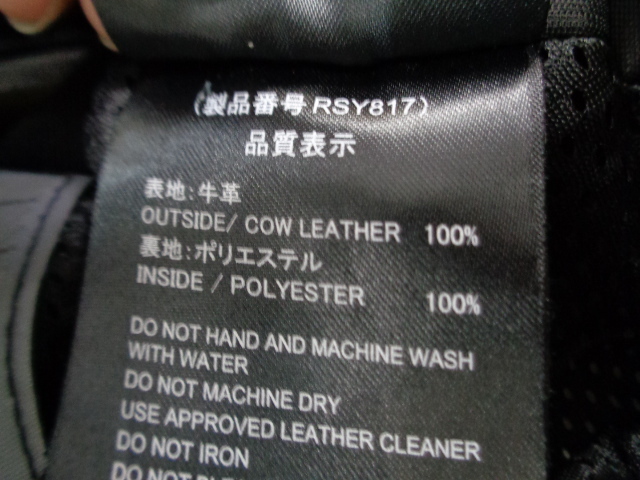 (製品番号 RSY817)
品質表示
表地:牛革
OUTSIDE/ COW LEATHER 100%
裏地:ポリエステル
INSIDE / POLYESTER 100%
DO NOT HAND AND MACHINE WASH
WITH WATER
DO NOT MACHINE DRY
USE APPROVED LEATHER CLEANER
DO NOT IRON
DO NOT